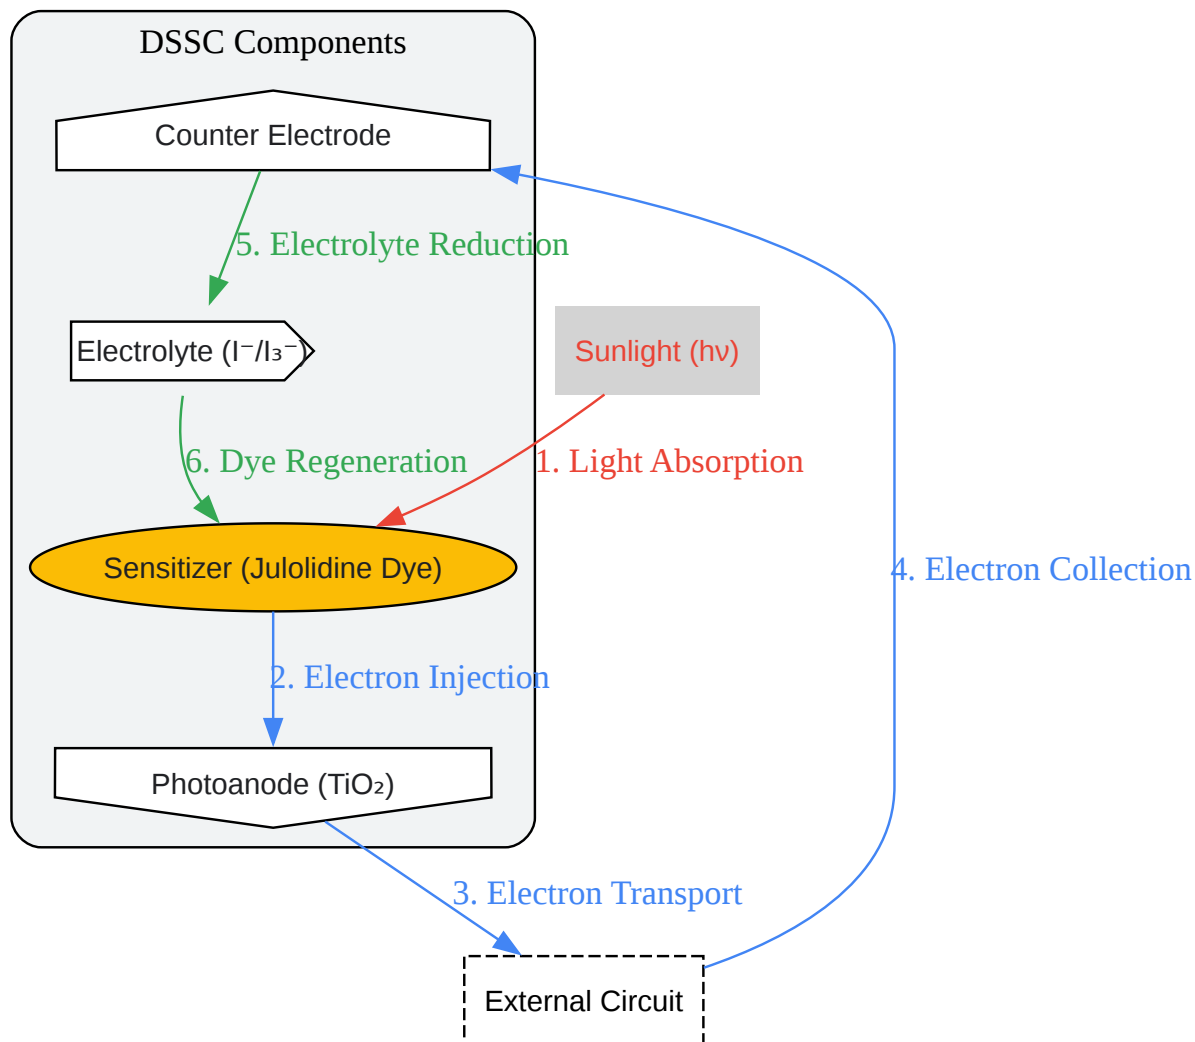 DSSC Components
Counter Electrode
5. Electrolyte Reduction
Electrolyte (I⁻/I₃⁻)
Sunlight (hν)
6. Dye Regeneration
1. Light Absorption
Sensitizer (Julolidine Dye)
4. Electron Collection
2. Electron Injection
Photoanode (TiO₂)
3. Electron Transport
External Circuit